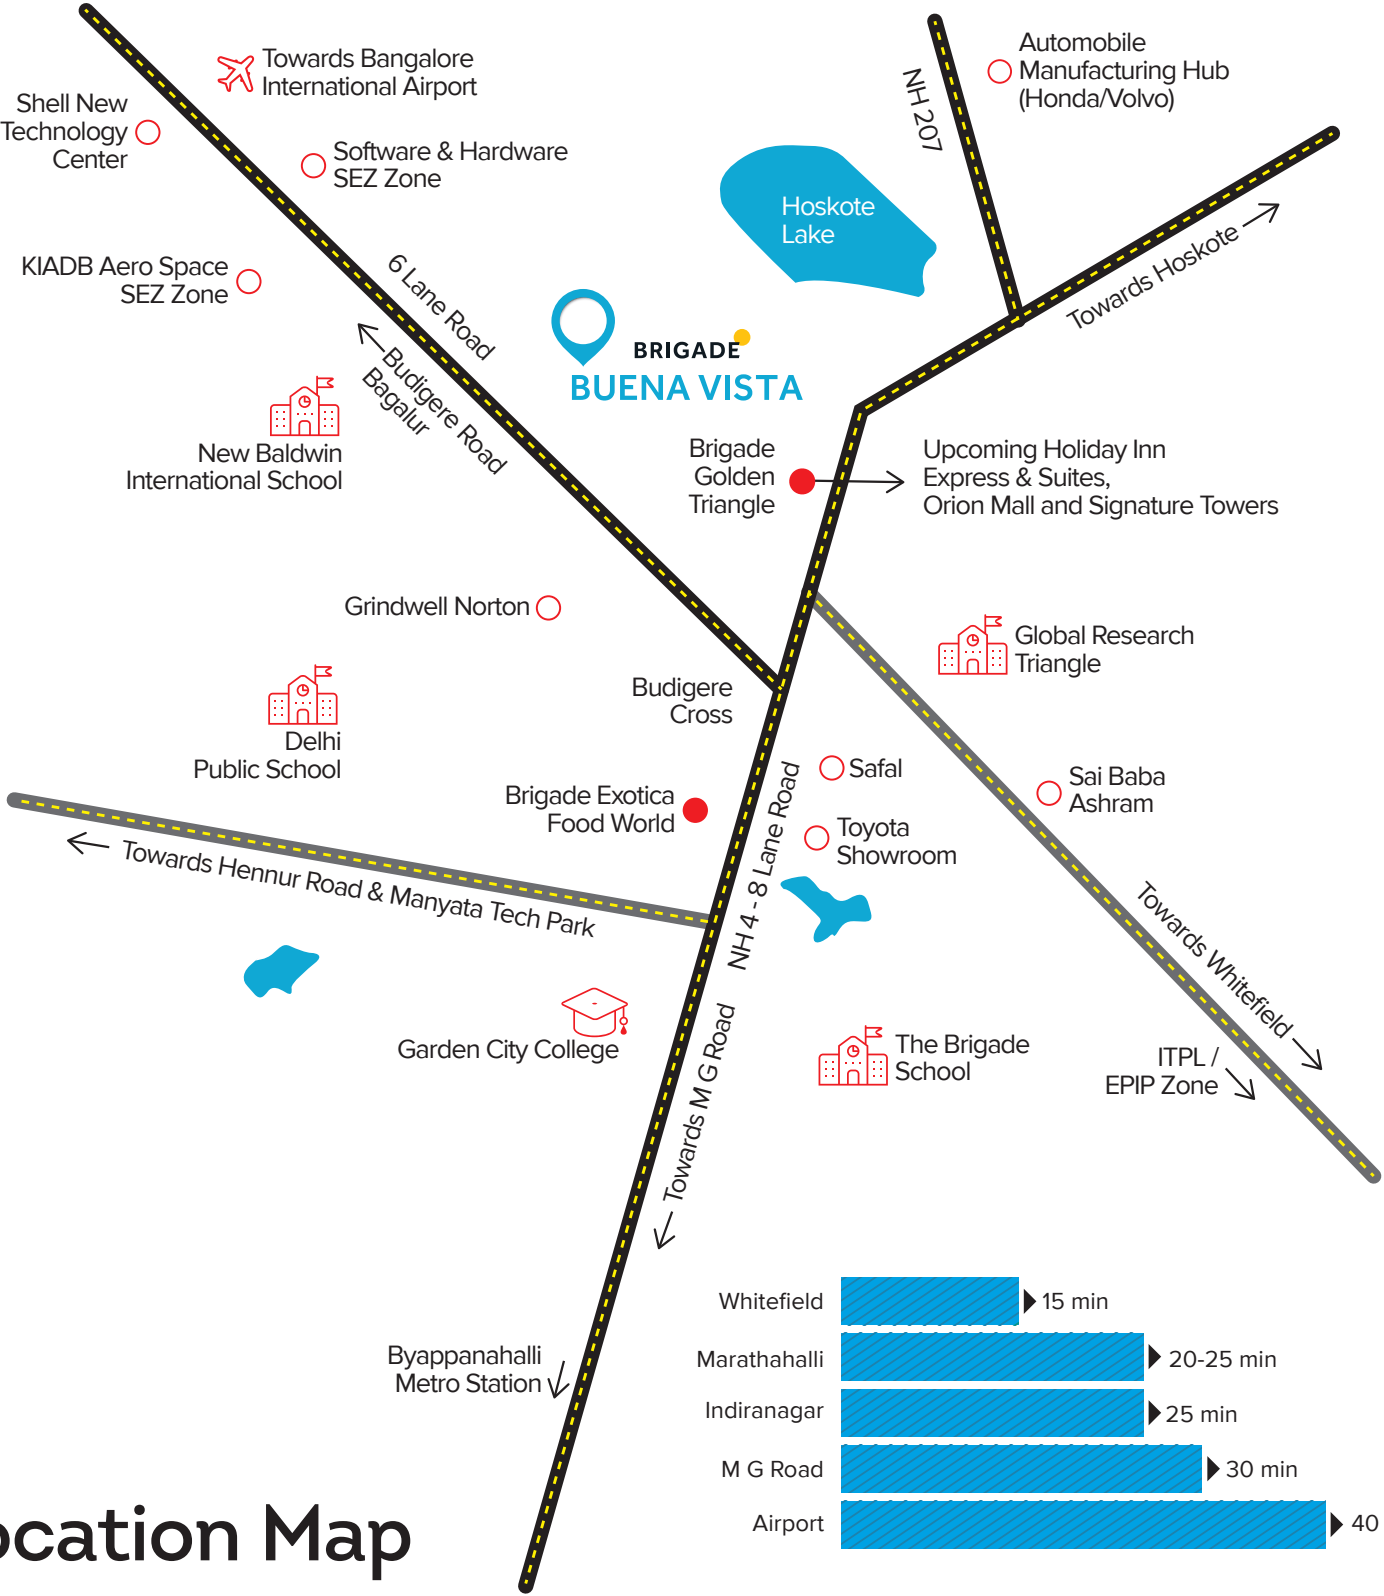 Towards Bangalore
International Airport
Shell New
Technology
Center
Software & Hardware
SEZ Zone
KIADB Aero Space
SEZ Zone
6 Lane Road
Budigere Road
Bagalur
New Baldwin
International School
NH 207
Automobile
Manufacturing Hub
(Honda/Volvo)
Hoskote
Lake
Towards Hoskote
BRIGADE
BUENA VISTA
Brigade
Golden
Triangle
Upcoming Holiday Inn
Express & Suites,
Orion Mall and Signature Towers
Grindwell Norton
Global Research
Triangle
Budigere
Cross
Delhi
Public School
Safal
Sai Baba
Ashram
Brigade Exotica
Food World
Toyota
Showroom
NH 4 - 8 Lane Road
Towards Hennur Road & Manyata Tech Park
Towards Whitefield
Garden City College
Towards M G Road
The Brigade
School
ITPL /
EPIP Zone
Byappanahalli
Metro Station
Whitefield 15 min
Marathahalli 20-25 min
Indiranagar 25 min
M G Road 30 min
Airport 40
ocation Map